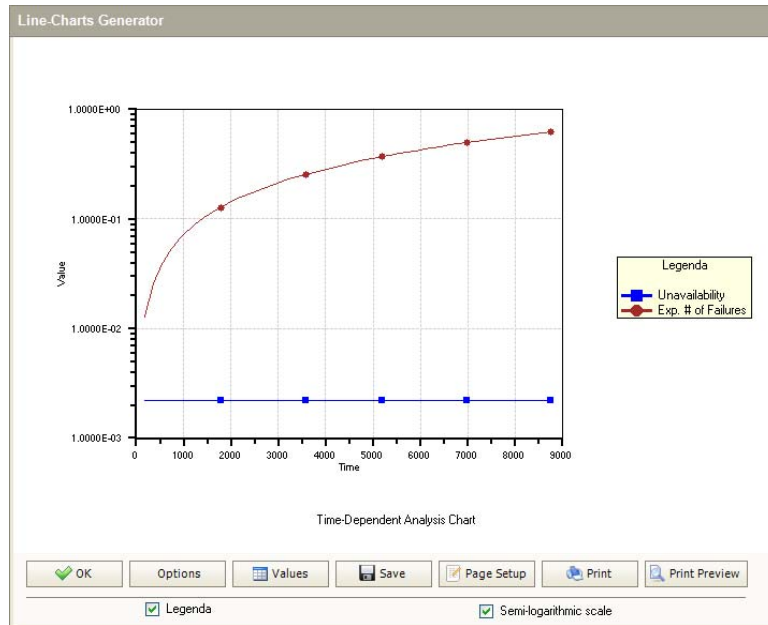 Line-Charts Generator
1.0000E+00
1.0000E-01
Value
1.0000E-02
1.0000E-03
0 1000 2000 3000 4000 5000 6000 7000 8000 9000
Time
Legenda
Unavailability
Exp. # of Failures
Time-Dependent Analysis Chart
OK Options Values Save Page Setup Print Print Preview
Legenda Semi-logarithmic scale